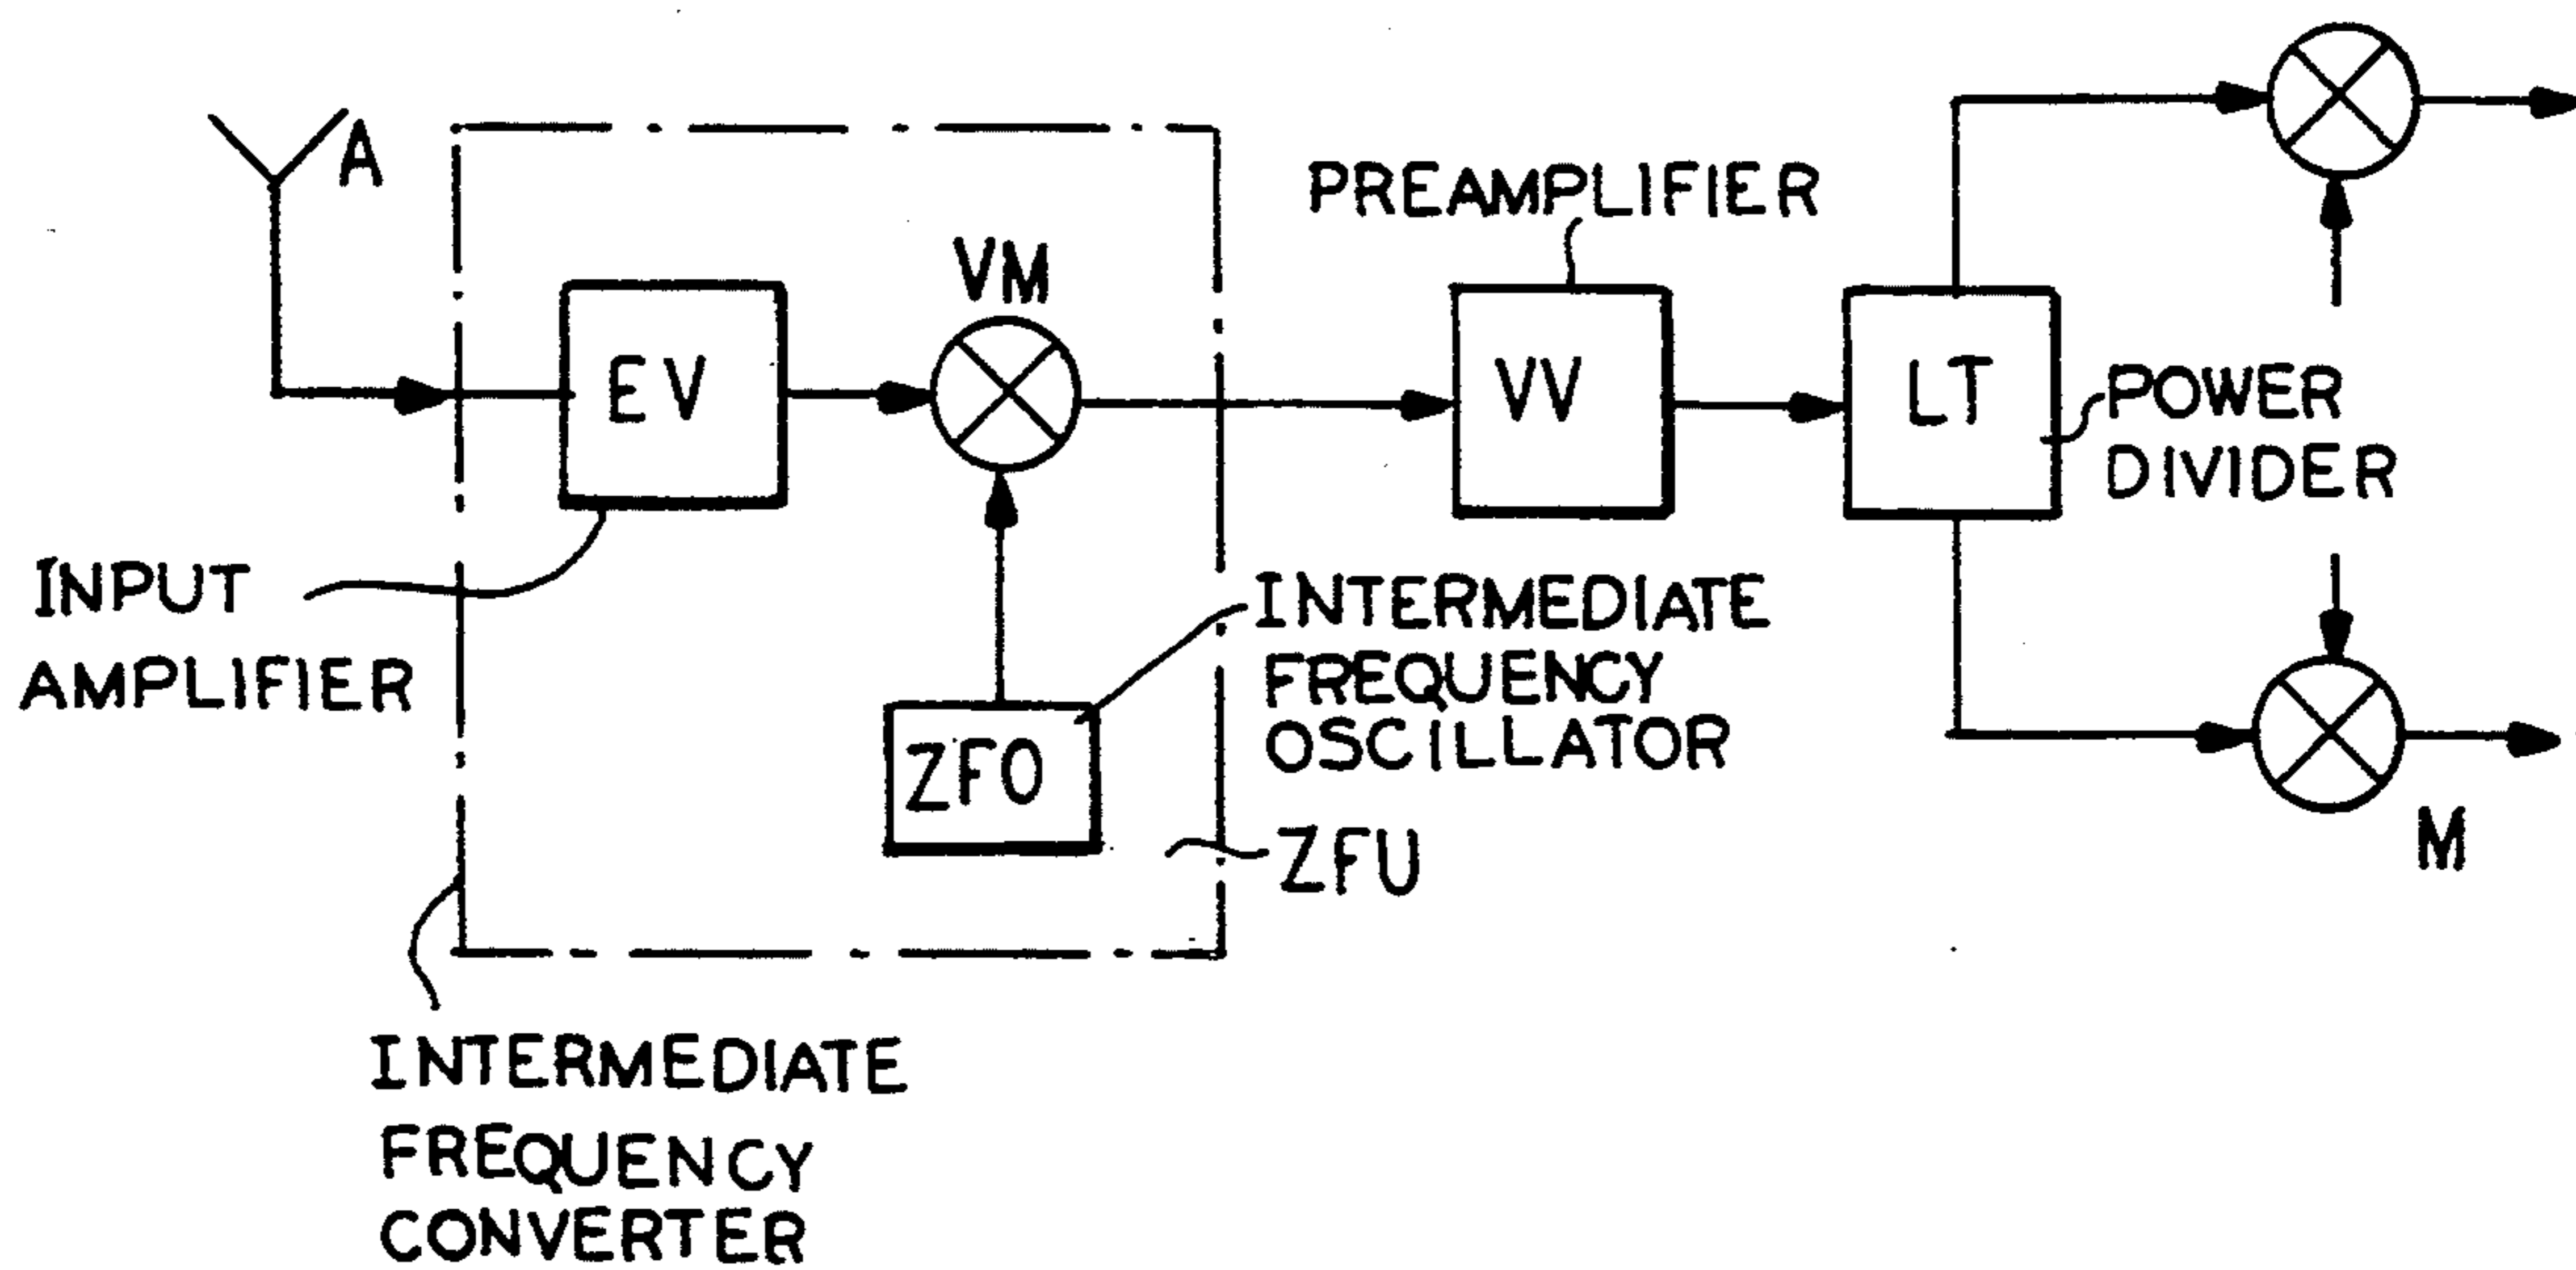 A
VM
PREAMPLIFIER
EV
VV
LT
POWER
DIVIDER
INPUT
AMPLIFIER
INTERMEDIATE
FREQUENCY
OSCILLATOR
ZFO
ZFU
M
INTERMEDIATE
FREQUENCY
CONVERTER